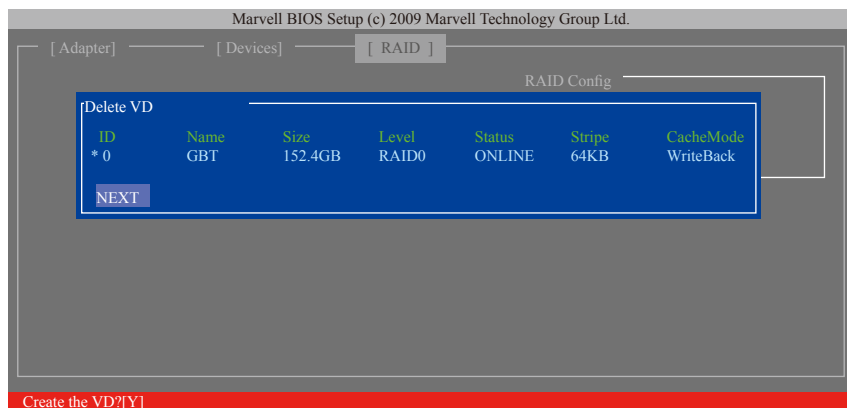 Marvell BIOS Setup (c) 2009 Marvell Technology Group Ltd.
[ Adapter] [ Devices] [ RAID ]
RAID Config
Delete VD
ID Name Size Level Status Stripe CacheMode
* 0 GBT 152.4GB RAID0 ONLINE 64KB WriteBack
NEXT
Create the VD?[Y]